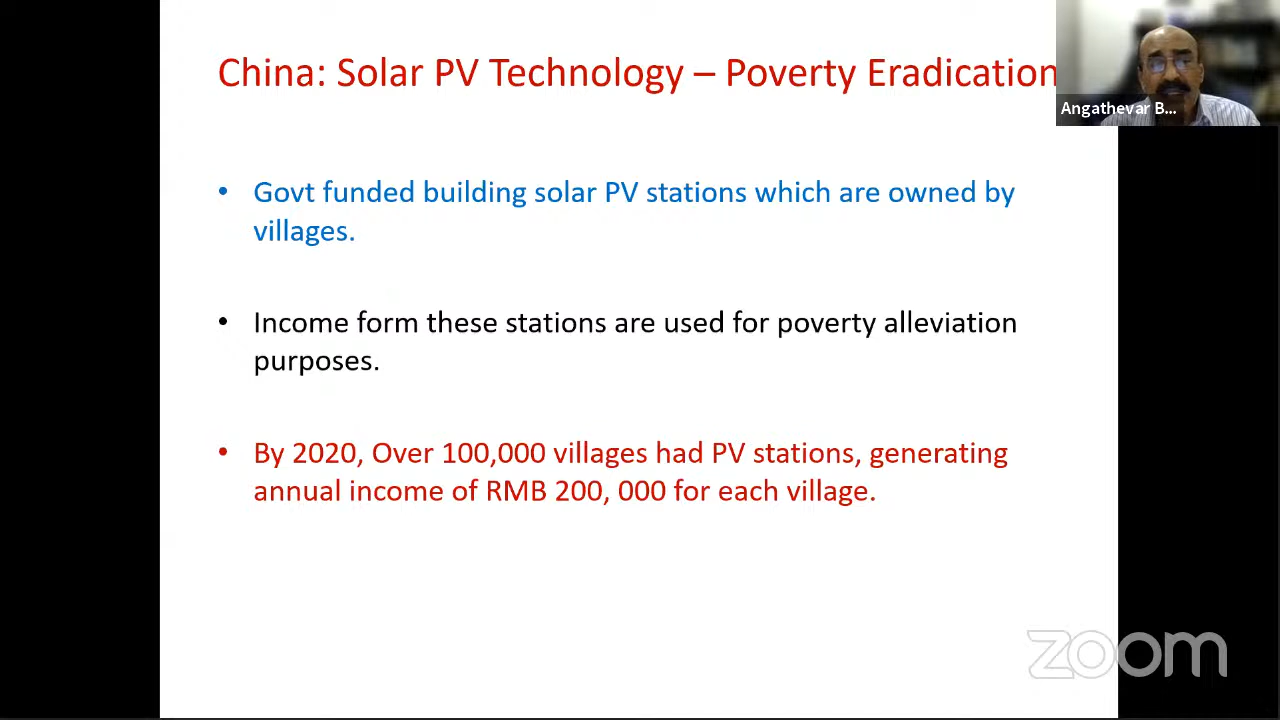 China: Solar PV Technology – Poverty Eradication
Angathevar B...
• Govt funded building solar PV stations which are owned by
villages.
• Income form these stations are used for poverty alleviation
purposes.
• By 2020, Over 100,000 villages had PV stations, generating
annual income of RMB 200, 000 for each village.
zoom